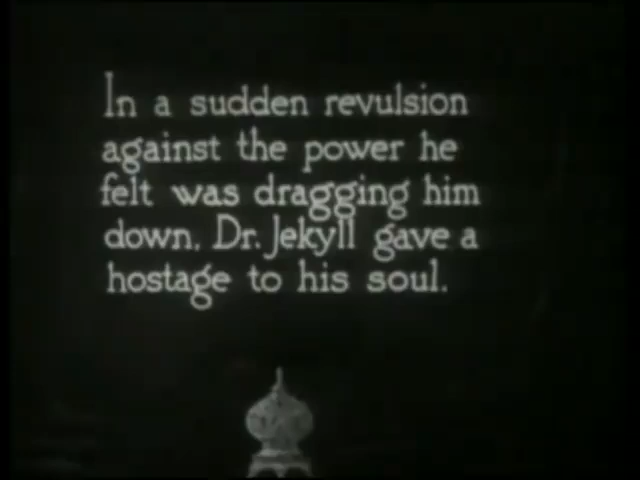 In a sudden revulsion
against the power he
felt was dragging him
down, Dr. Jekyll gave a
hostage to his soul.